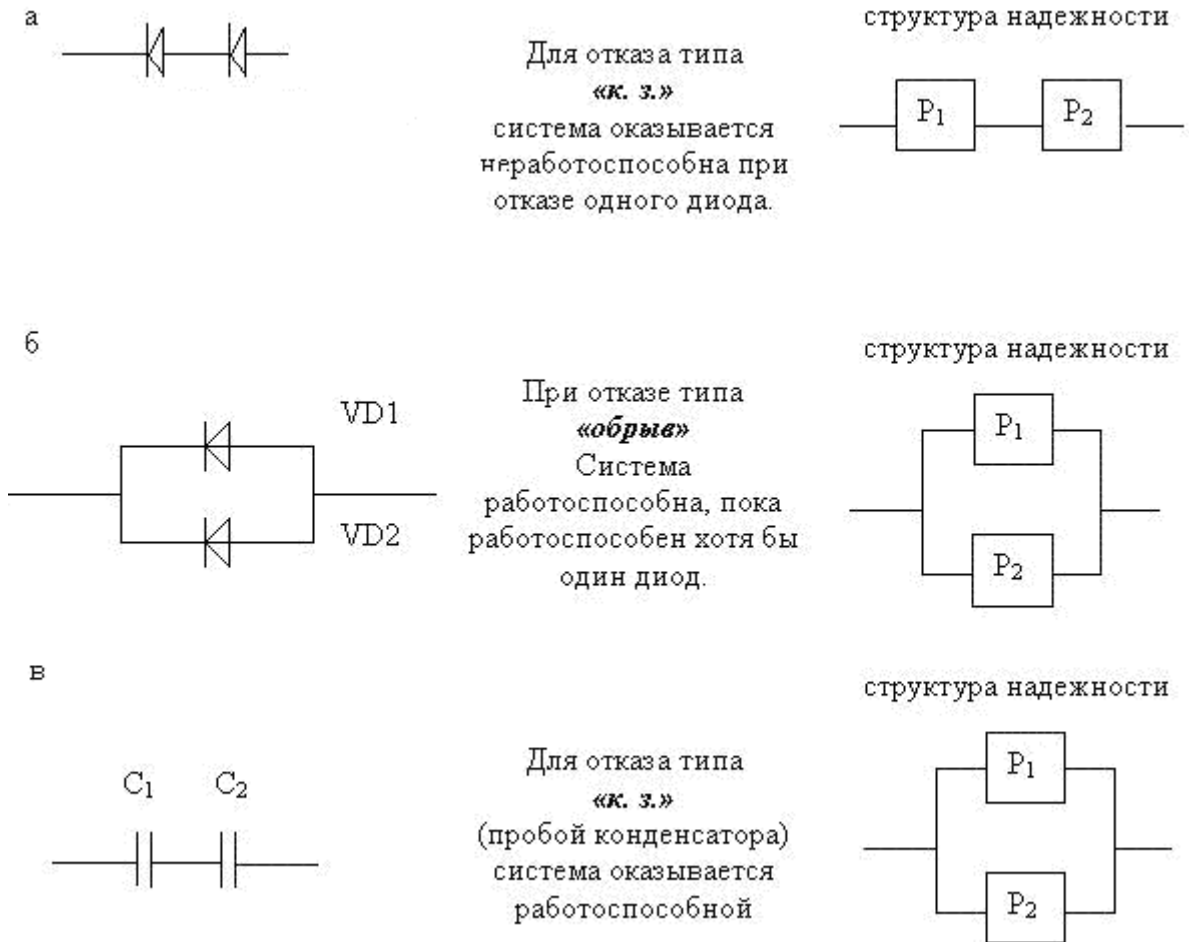 а
структура надежности
Для отказа типа
«к. з.»
система оказывается
неработоспособна при
отказе одного диода.
P1
P2
б
структура надежности
VD1
VD2
При отказе типа
«обрыв»
Система
работоспособна, пока
работоспособен хотя бы
один диод.
P1
P2
в
структура надежности
C1 C2
Для отказа типа
«к. з.»
(пробой конденсатора)
система оказывается
работоспособной
P1
P2